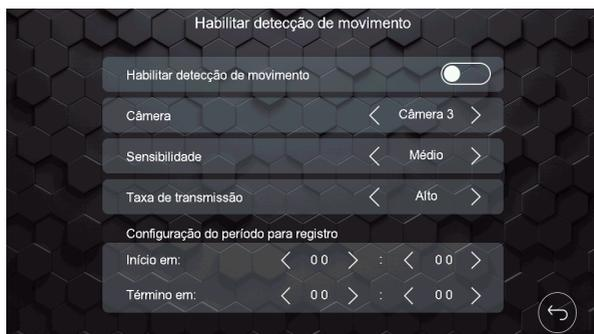 Habilitar detecção de movimento
Habilitar detecção de movimento
Câmera < Câmera 3 >
Sensibilidade < Médio >
Taxa de transmissão < Alto >
Configuração do período para registro
Início em: < 0 0 > : < 0 0 >
Término em: < 0 0 > : < 0 0 >